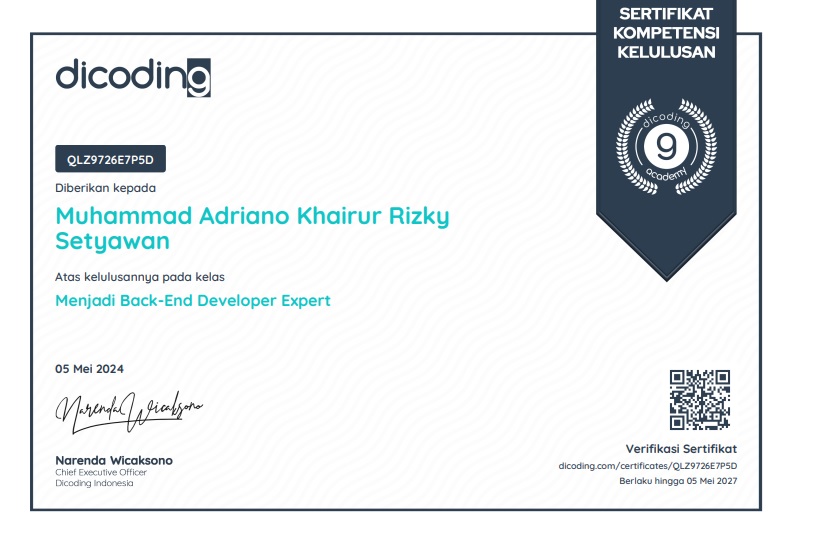 SERTIFIKAT
KOMPETENSI
KELULUSAN
dicoding
dicoding
g
academy
QLZ9726E7P5D
Diberikan kepada
Muhammad Adriano Khairur Rizky
Setyawan
Atas kelulusannya pada kelas
Menjadi Back-End Developer Expert
05 Mei 2024
Narenda Wicaksono
Narenda Wicaksono
Chief Executive Officer
Dicoding Indonesia
Verifikasi Sertifikat
dicoding.com/certificates/QLZ9726E7P5D
Berlaku hingga 05 Mei 2027